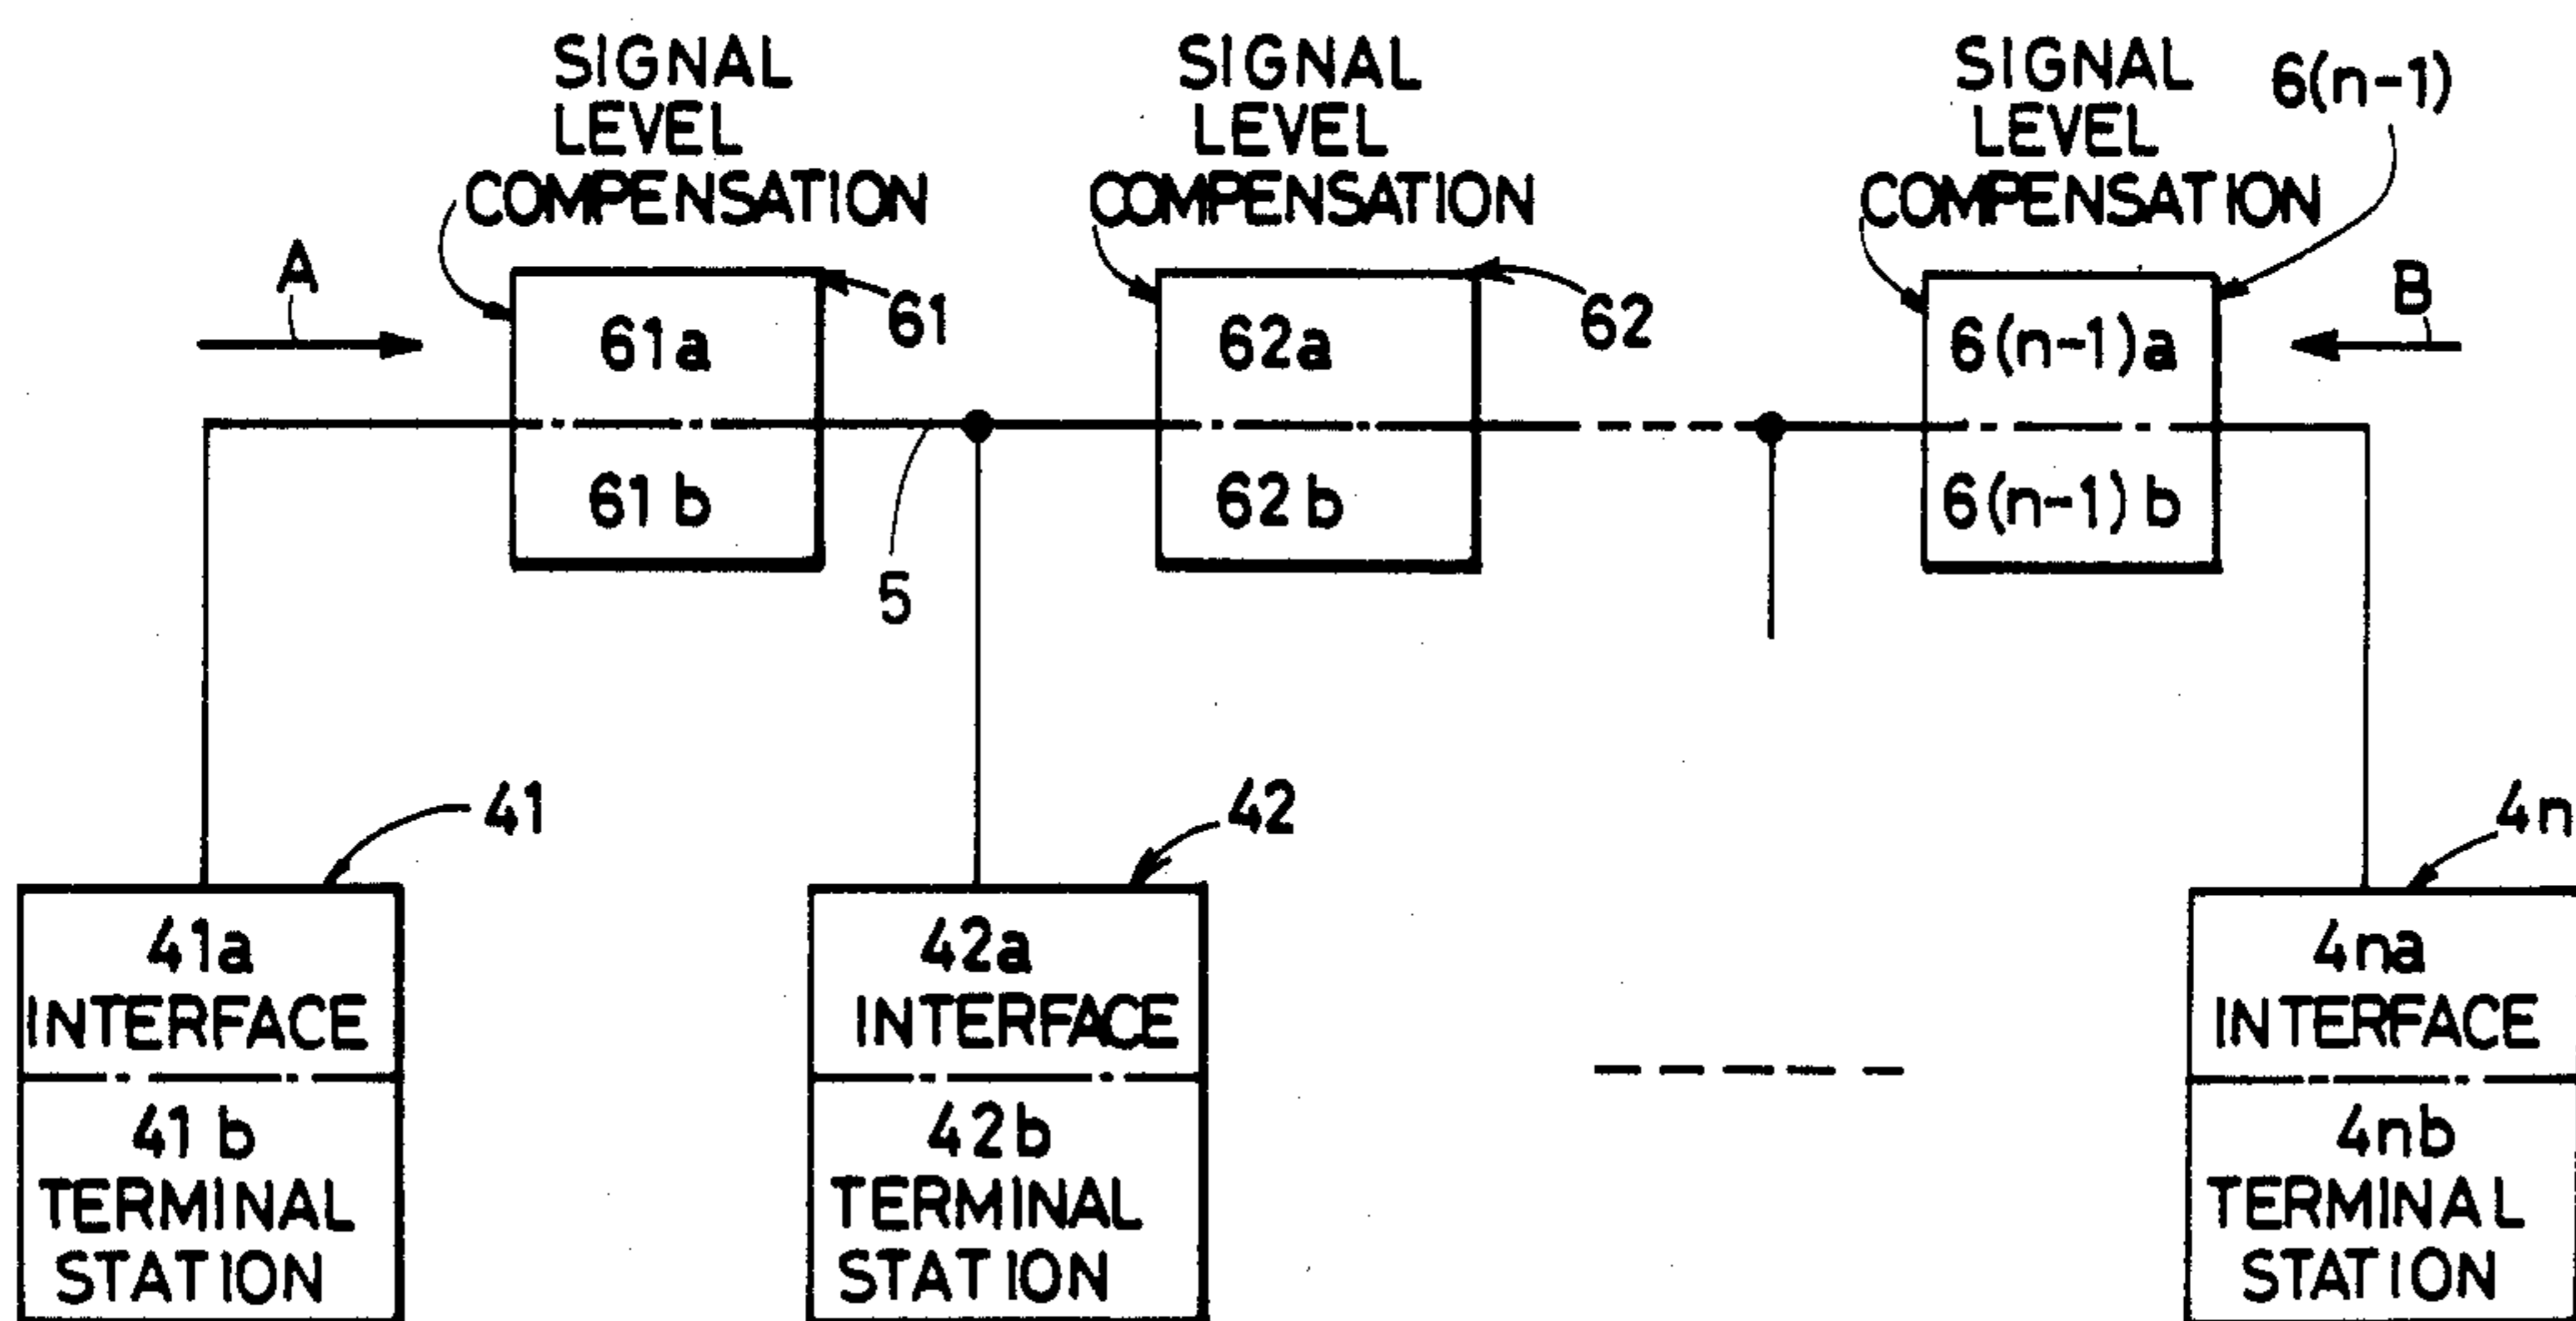 SIGNAL
LEVEL
COMPENSATION
SIGNAL
LEVEL
COMPENSATION
SIGNAL
LEVEL
COMPENSATION
6(n-1)
A
61a
61
62a
62
6(n-1)a
B
61b
62b
6(n-1)b
5
41
42
4n
41a
INTERFACE
41b
TERMINAL
STATION
42a
INTERFACE
42b
TERMINAL
STATION
4na
INTERFACE
4nb
TERMINAL
STATION